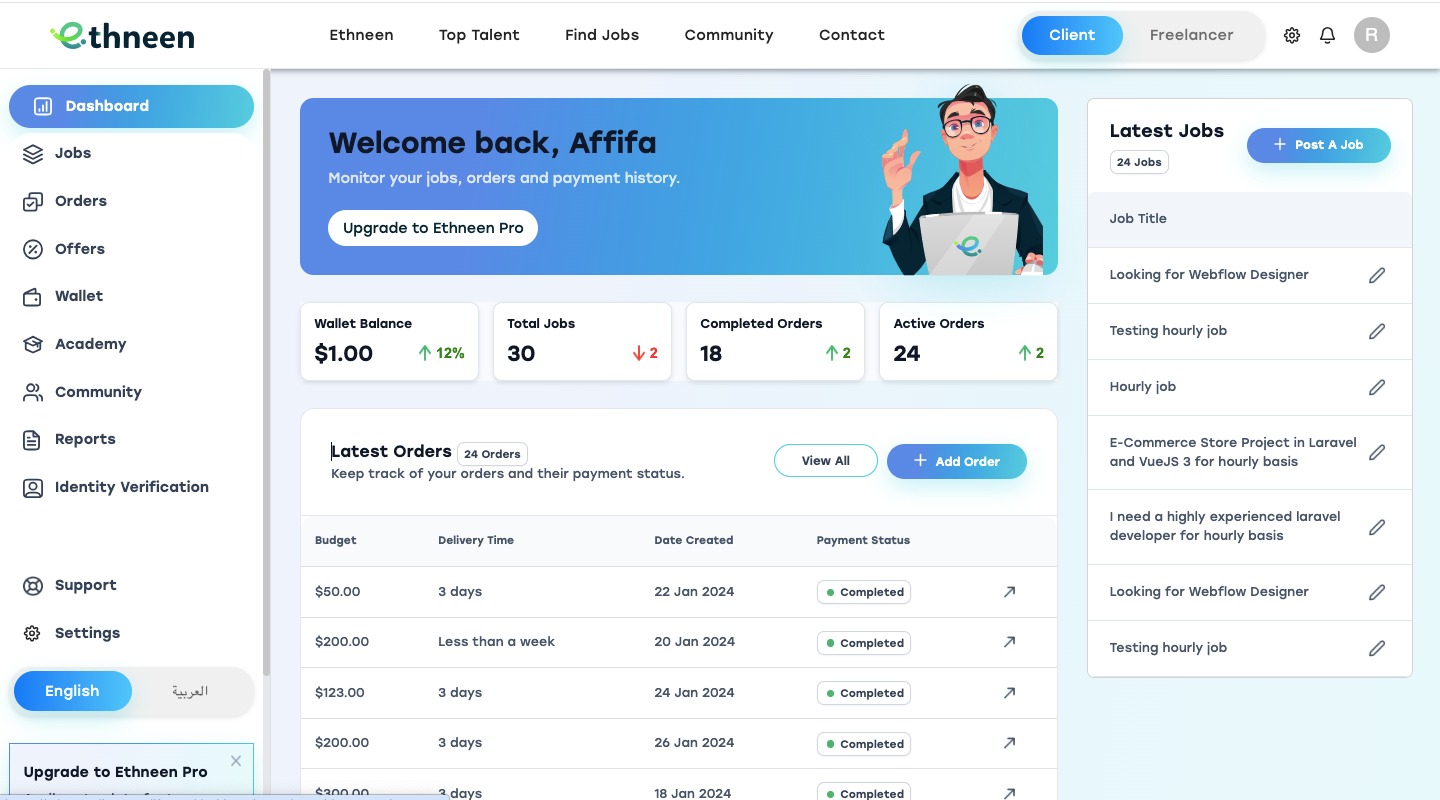 ethneen
Ethneen
Top Talent
Find Jobs
Community
Contact
Client
Freelancer
R
Dashboard
Jobs
Orders
Offers
Wallet
Academy
Community
Reports
Identity Verification
Support
Settings
English
العربية
Upgrade to Ethneen Pro
Welcome back, Affifa
Monitor your jobs, orders and payment history.
Upgrade to Ethneen Pro
Wallet Balance
$1.00
12%
Total Jobs
30
2
Completed Orders
18
2
Active Orders
24
2
Latest Orders 24 Orders
Keep track of your orders and their payment status.
View All
Add Order
Budget Delivery Time Date Created Payment Status
$50.00 3 days 22 Jan 2024 Completed
$200.00 Less than a week 20 Jan 2024 Completed
$123.00 3 days 24 Jan 2024 Completed
$200.00 3 days 26 Jan 2024 Completed
$300.00 3 days 18 Jan 2024 Completed
Latest Jobs
24 Jobs
Post A Job
Job Title
Looking for Webflow Designer
Testing hourly job
Hourly job
E-Commerce Store Project in Laravel
and VueJS 3 for hourly basis
I need a highly experienced laravel
developer for hourly basis
Looking for Webflow Designer
Testing hourly job